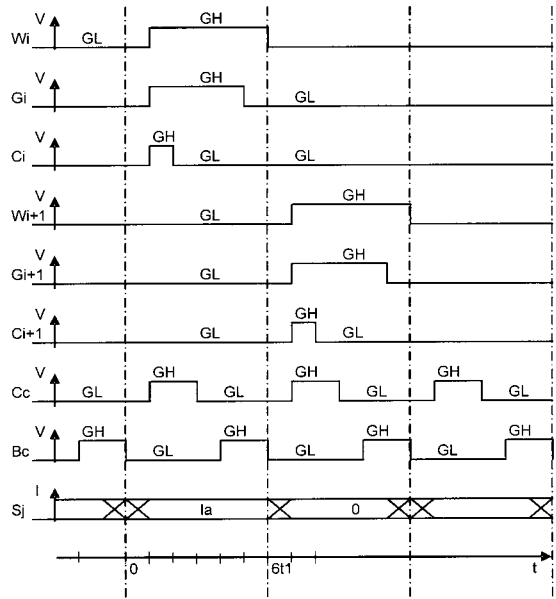 V GH
Wi GL
V GH
Gi GL
V GH
Ci GL GL
V GH
Wi+1 GL
V GH
Gi+1 GL
V GH
Ci+1 GL GL
V GH GH GH
Cc GL GL GL GL
V GH GH GH GH
Bc GL GL GL
I
Sj Ia 0
0 6t1 t